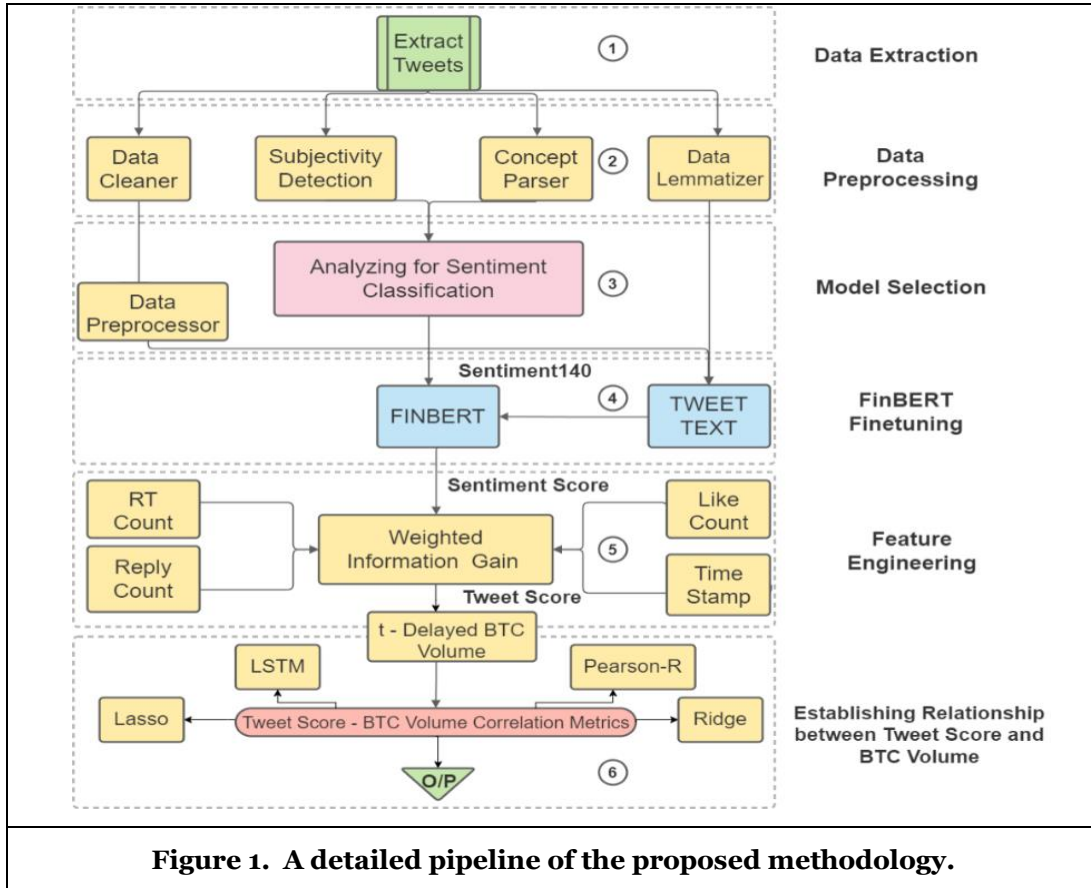 Extract
Tweets
1
Data Extraction
Data
Cleaner
Subjectivity
Detection
Concept
Parser
2
Data
Lemmatizer
Data
Preprocessing
Analyzing for Sentiment
Classification
3
Data
Preprocessor
Model Selection
Sentiment140
FINBERT
4
TWEET
TEXT
FinBERT
Finetuning
Sentiment Score
RT
Count
Reply
Count
Weighted
Information Gain
5
Like
Count
Time
Stamp
Feature
Engineering
Tweet Score
t - Delayed BTC
Volume
LSTM
Pearson-R
Lasso
Tweet Score - BTC Volume Correlation Metrics
Ridge
Establishing Relationship
between Tweet Score and
BTC Volume
O/P
6
Figure 1. A detailed pipeline of the proposed methodology.